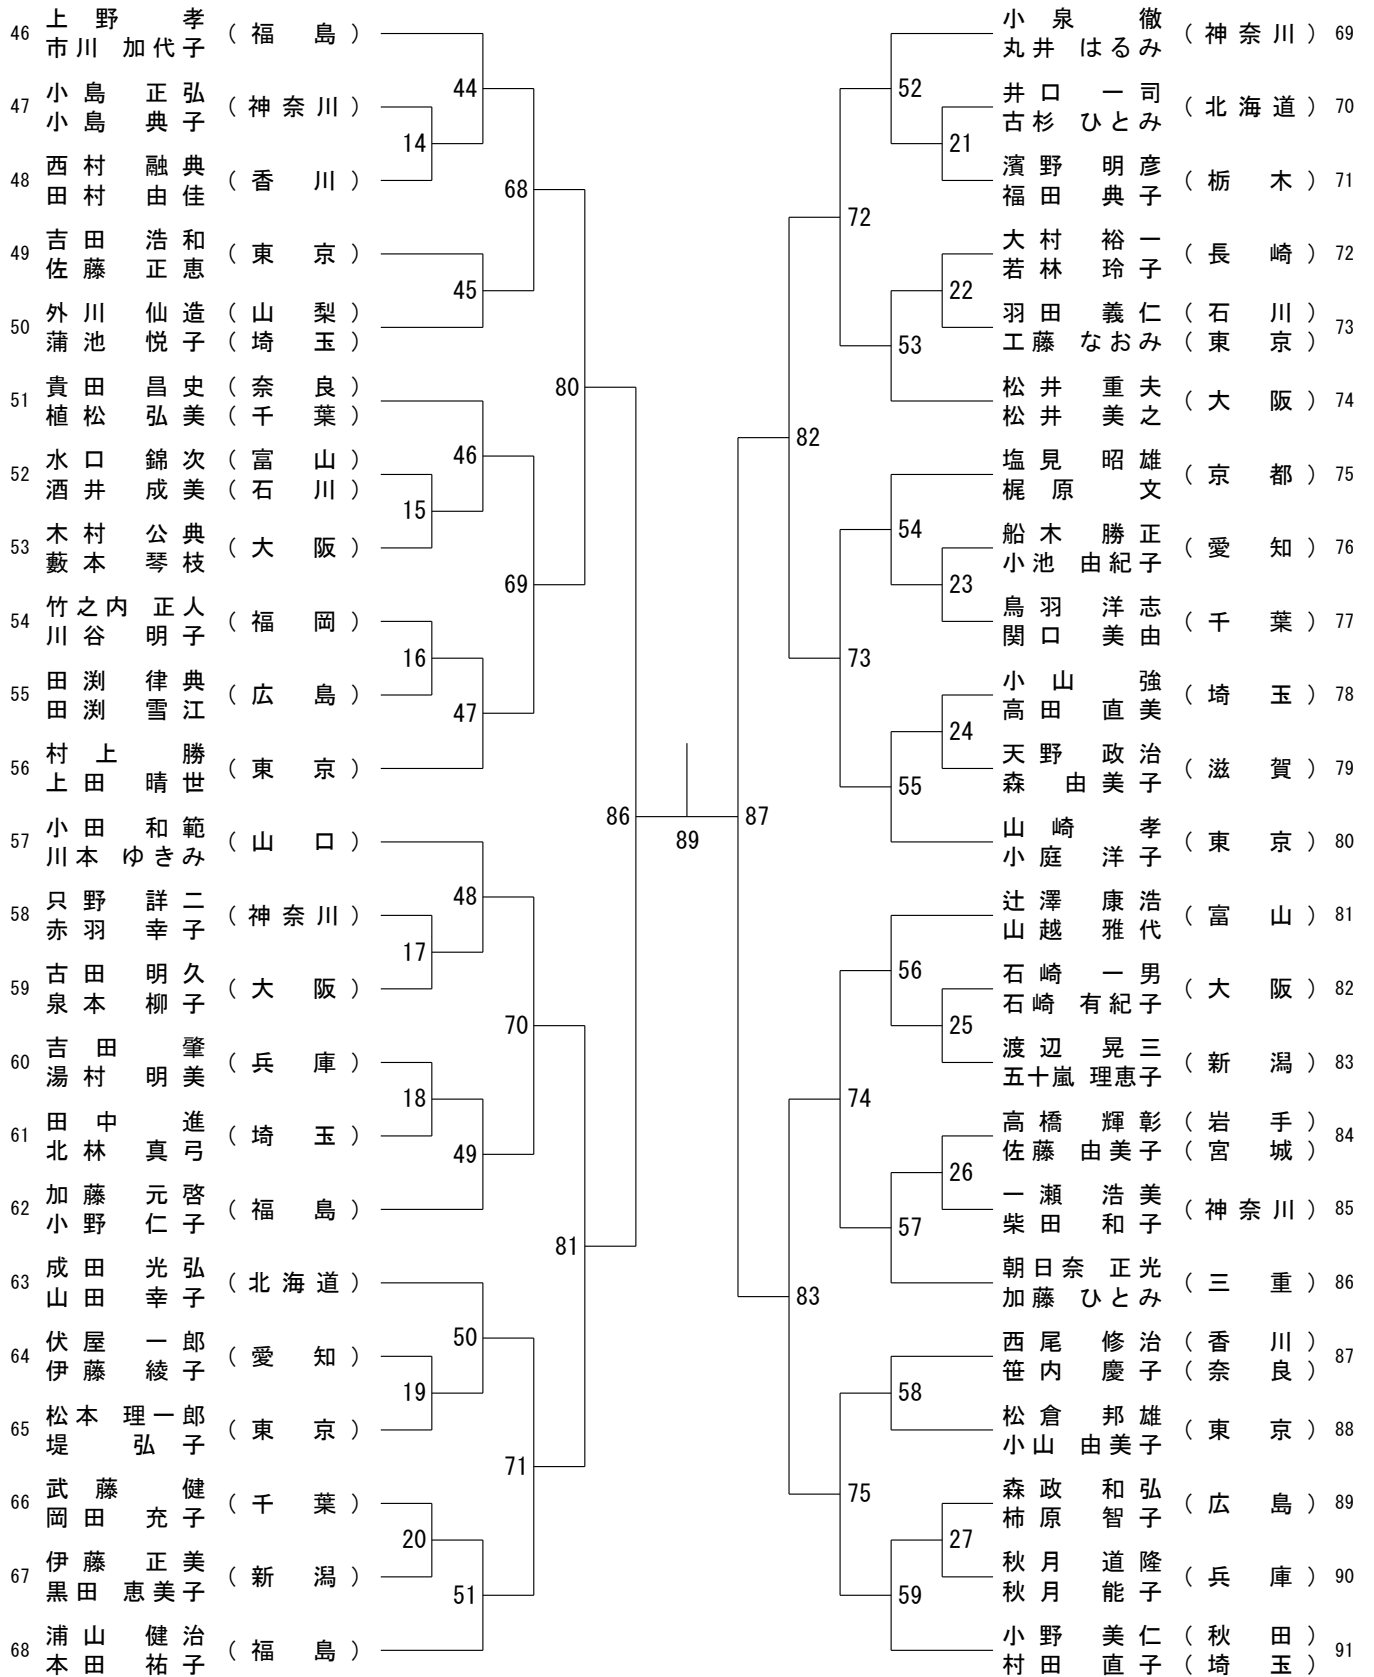 46 上野 孝 (福島)
市川 加代子
47 小島 正弘 (神奈川)
小島 典子
48 西村 融典 (香川)
田村 由佳
49 吉田 浩和 (東京)
佐藤 正恵
50 外川 仙造 (山梨)
蒲池 悦子 (埼玉)
51 貴田 昌史 (奈良)
植松 弘美 (千葉)
52 水口 錦次 (富山)
酒井 成美 (石川)
53 木村 公典 (大阪)
藪本 琴枝
54 竹之内 正人 (福岡)
川谷 明子
55 田渕 律典 (広島)
田渕 雪江
56 村上 勝 (東京)
上田 晴世
57 小田 和範 (山口)
川本 ゆきみ
58 只野 詳二 (神奈川)
赤羽 幸子
59 古田 明久 (大阪)
泉本 柳子
60 吉田 肇 (兵庫)
湯村 明美
61 田中 進 (埼玉)
北林 真弓
62 加藤 元啓 (福島)
小野 仁子
63 成田 光弘 (北海道)
山田 幸子
64 伏屋 一郎 (愛知)
伊藤 綾子
65 松本 理一郎 (東京)
堤 弘子
66 武藤 健 (千葉)
岡田 充子
67 伊藤 正美 (新潟)
黒田 恵美子
68 浦山 健治 (福島)
本田 祐子
14
15
16
17
18
19
20
44
45
46
47
48
49
50
51
68
69
70
71
80
81
86
89
87
82
83
72
73
74
75
52
53
54
55
56
57
58
59
21
22
23
24
25
26
27
小泉 徹 (神奈川) 69
丸井 はるみ
井口 一司 (北海道) 70
古杉 ひとみ
濱野 明彦 (栃木) 71
福田 典子
大村 裕一 (長崎) 72
若林 玲子
羽田 義仁 (石川) 73
工藤 なおみ (東京)
松井 重夫 (大阪) 74
松井 美之
塩見 昭雄 (京都) 75
梶原 文
船木 勝正 (愛知) 76
小池 由紀子
鳥羽 洋志 (千葉) 77
関口 美由
小山 強 (埼玉) 78
高田 直美
天野 政治 (滋賀) 79
森 由美子
山崎 孝 (東京) 80
小庭 洋子
辻澤 康浩 (富山) 81
山越 雅代
石崎 一男 (大阪) 82
石崎 有紀子
渡辺 晃三 (新潟) 83
五十嵐 理恵子
高橋 輝彰 (岩手) 84
佐藤 由美子 (宮城)
一瀬 浩美 (神奈川) 85
柴田 和子
朝日奈 正光 (三重) 86
加藤 ひとみ
西尾 修治 (香川) 87
笹内 慶子 (奈良)
松倉 邦雄 (東京) 88
小山 由美子
森政 和弘 (広島) 89
柿原 智子
秋月 道隆 (兵庫) 90
秋月 能子
小野 美仁 (秋田) 91
村田 直子 (埼玉)